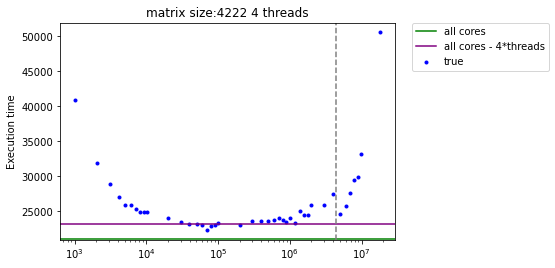 matrix size:4222 4 threads
50000
45000
40000
35000
30000
25000
Execution time
10^3
10^4
10^5
10^6
10^7
all cores
all cores - 4*threads
true